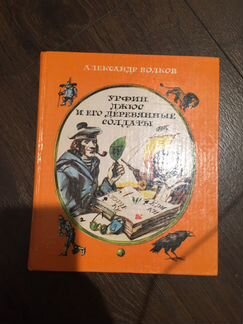 АЛЕКСАНДР ВОЛКОВ
УРФИН
ДЖЮС
И ЕГО ДЕРЕВЯННЫЕ
СОЛДАТЫ